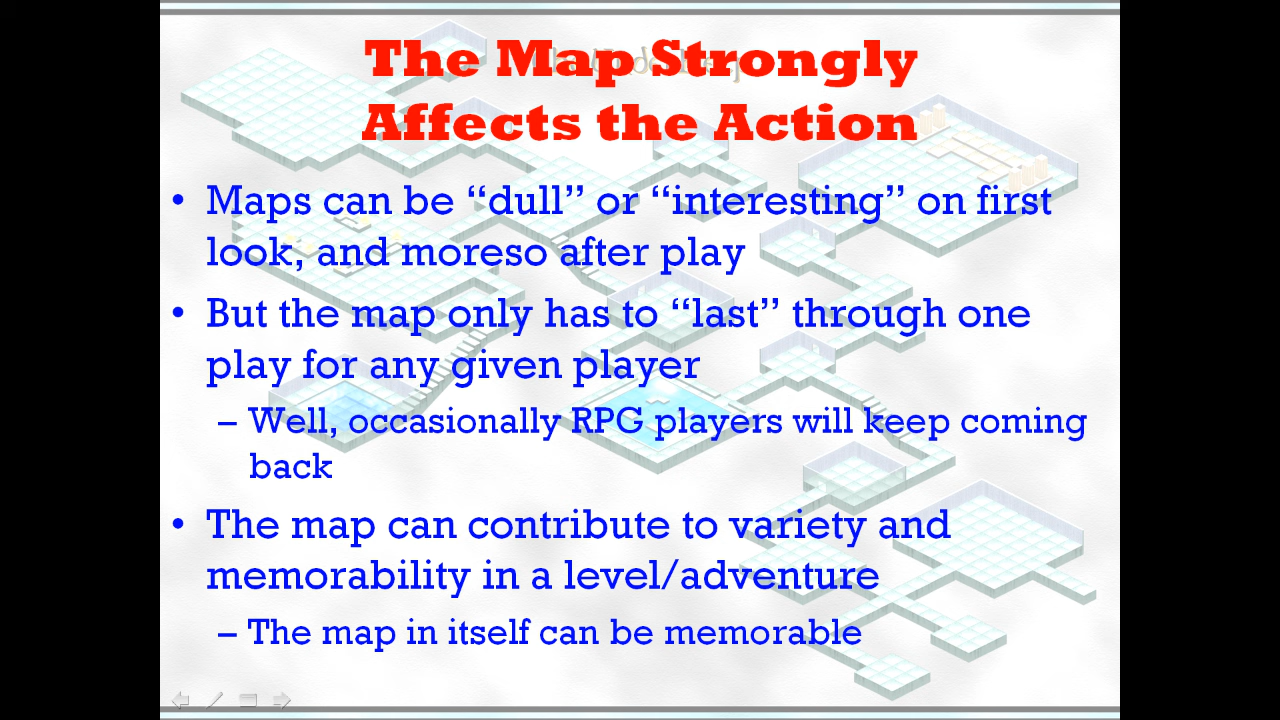 The Map Strongly
Affects the Action
• Maps can be “dull” or “interesting” on first
look, and moreso after play
• But the map only has to “last” through one
play for any given player
– Well, occasionally RPG players will keep coming
back
• The map can contribute to variety and
memorability in a level/adventure
– The map in itself can be memorable